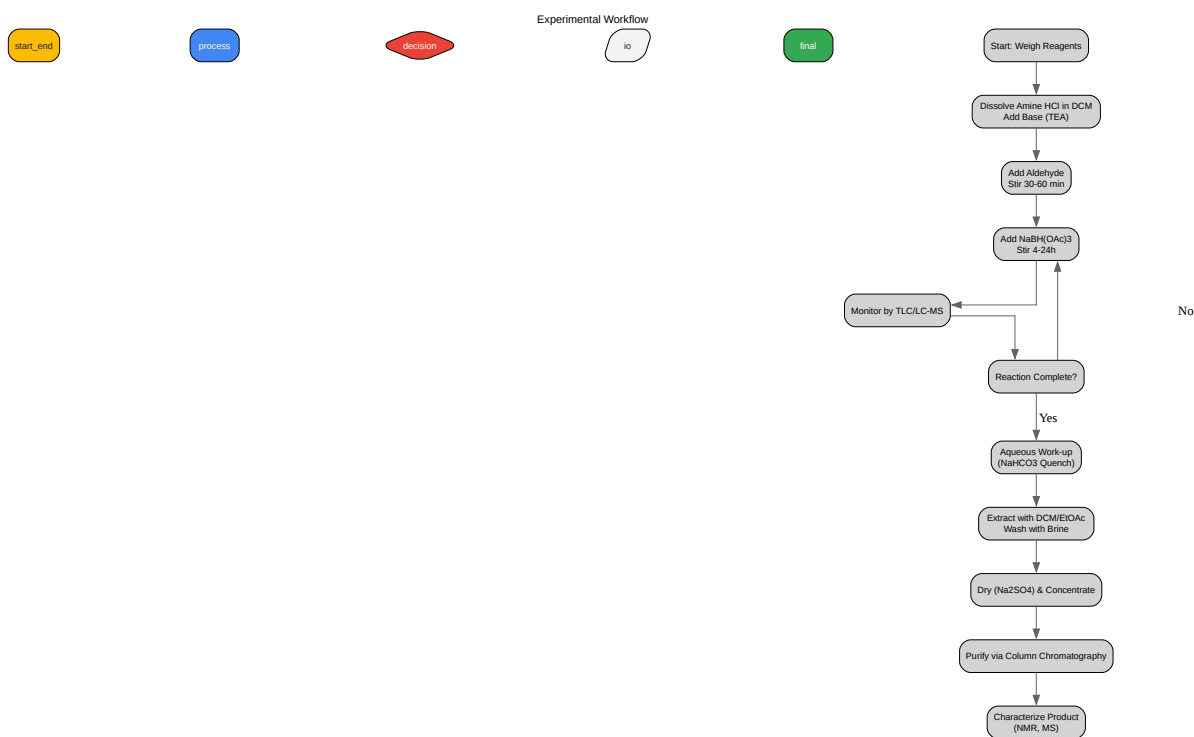 Experimental Workflow
start_end
process
decision
io
final
Start: Weigh Reagents
Dissolve Amine HCl in DCM
Add Base (TEA)
Add Aldehyde
Stir 30-60 min
Add NaBH(OAc)3
Stir 4-24h
Monitor by TLC/LC-MS
No
Reaction Complete?
Yes
Aqueous Work-up
(NaHCO3 Quench)
Extract with DCM/EtOAc
Wash with Brine
Dry (Na2SO4) & Concentrate
Purify via Column Chromatography
Characterize Product
(NMR, MS)